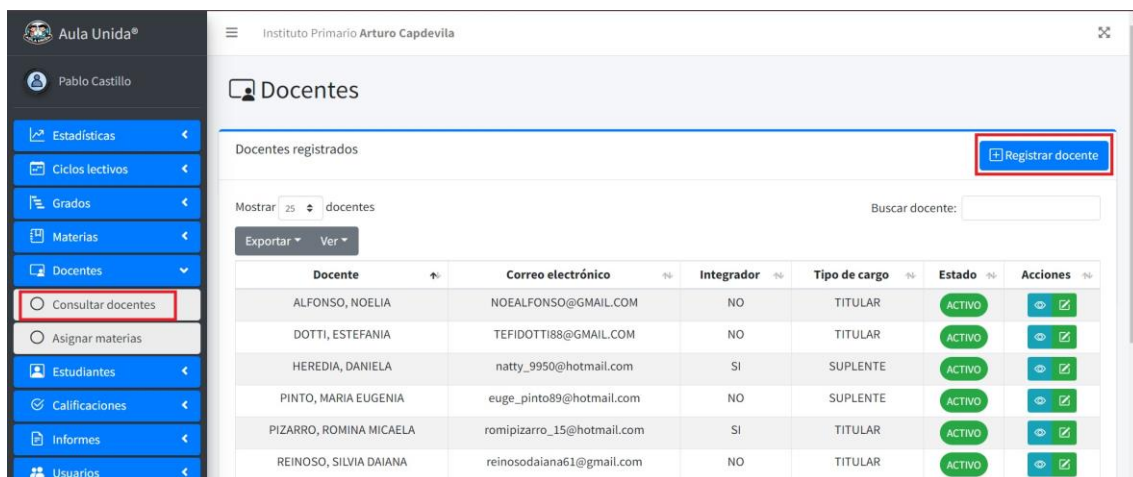 Aula Unida®
Instituto Primario Arturo Capdevila
Pablo Castillo
Estadísticas
Ciclos lectivos
Grados
Materias
Docentes
Consultar docentes
Asignar materias
Estudiantes
Calificaciones
Informes
Usuarios
Docentes
Docentes registrados
Registrar docente
Mostrar 25 docentes
Buscar docente:
Exportar Ver
Docente Correo electrónico Integrador Tipo de cargo Estado Acciones
ALFONSO, NOELIA NOEALFONSO@GMAIL.COM NO TITULAR ACTIVO
DOTTI, ESTEFANIA TEFIDOTTI88@GMAIL.COM NO TITULAR ACTIVO
HEREDIA, DANIELA natty_9950@hotmail.com SI SUPLENTE ACTIVO
PINTO, MARIA EUGENIA euge_pinto89@hotmail.com NO SUPLENTE ACTIVO
PIZARRO, ROMINA MICAELA romipizarro_15@hotmail.com SI TITULAR ACTIVO
REINOSO, SILVIA DAIANA reinosodaiana61@gmail.com NO TITULAR ACTIVO